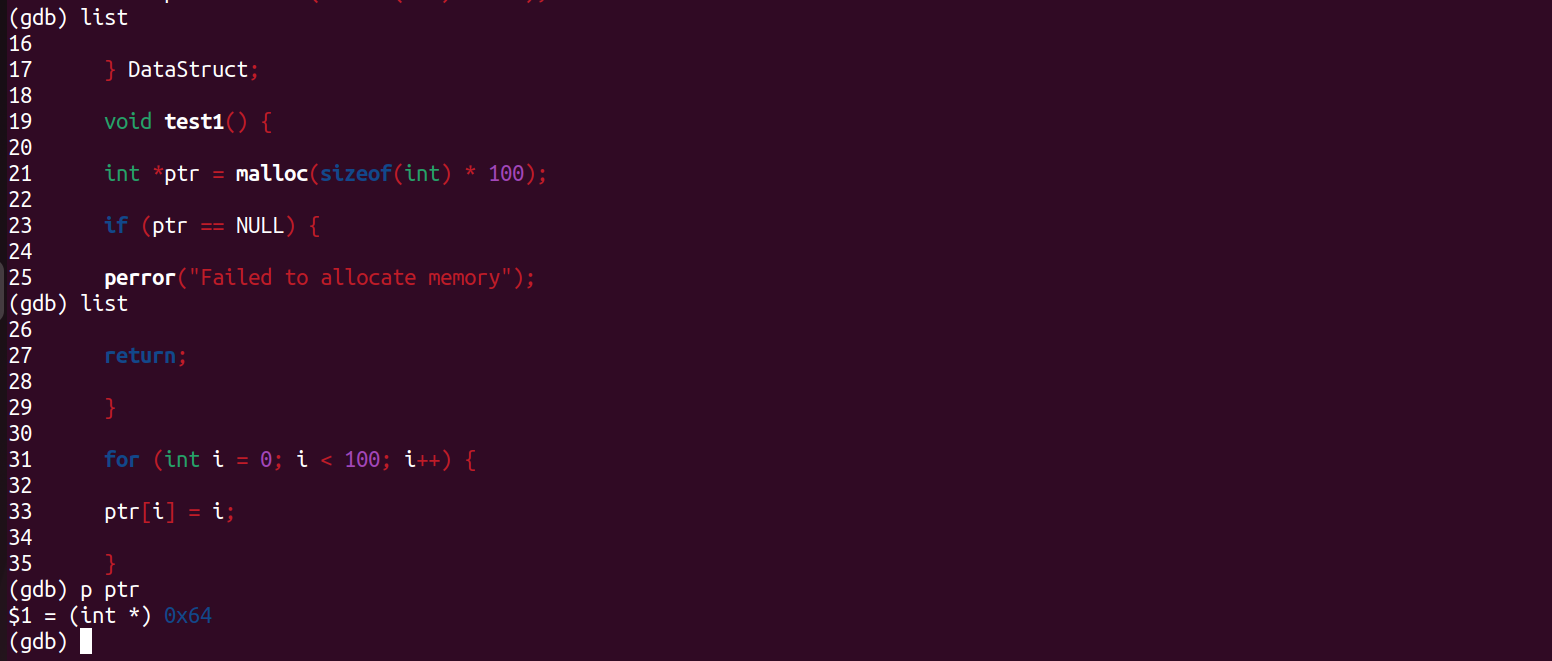 (gdb) list
16
17 } DataStruct;
18
19 void test1() {
20
21 int *ptr = malloc(sizeof(int) * 100);
22
23 if (ptr == NULL) {
24
25 perror("Failed to allocate memory");
(gdb) list
26
27 return;
28
29 }
30
31 for (int i = 0; i < 100; i++) {
32
33 ptr[i] = i;
34
35 }
(gdb) p ptr
$1 = (int *) 0x64
(gdb)